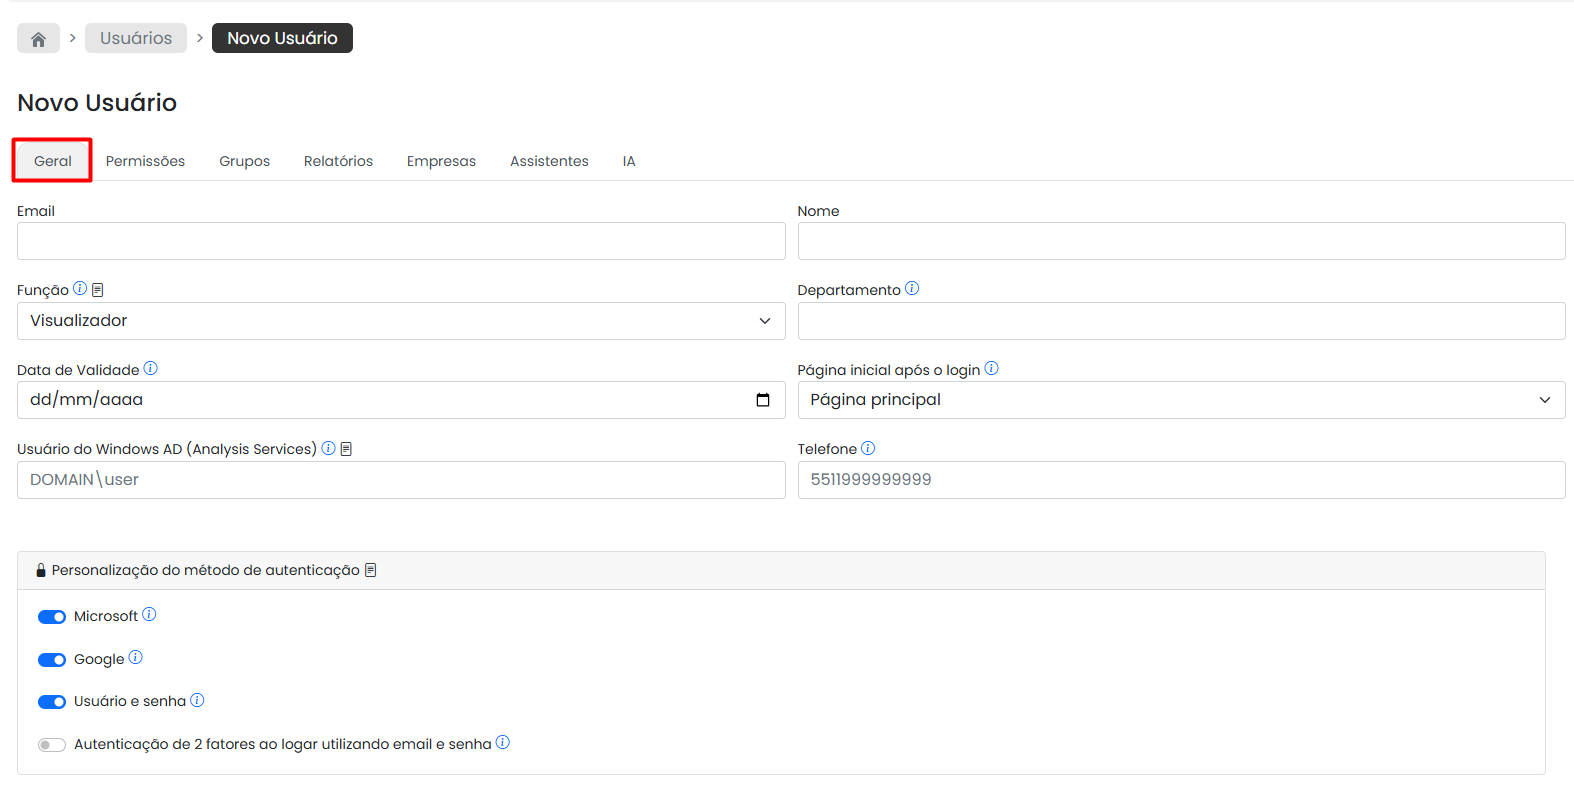 > Usuários > Novo Usuário
Novo Usuário
Geral Permissões Grupos Relatórios Empresas Assistentes IA
Email Nome
Função Departamento
Visualizador
Data de Validade Página inicial após o login
dd/mm/aaaa Página principal
Usuário do Windows AD (Analysis Services) Telefone
DOMAIN\user 5511999999999
Personalização do método de autenticação
Microsoft
Google
Usuário e senha
Autenticação de 2 fatores ao logar utilizando email e senha